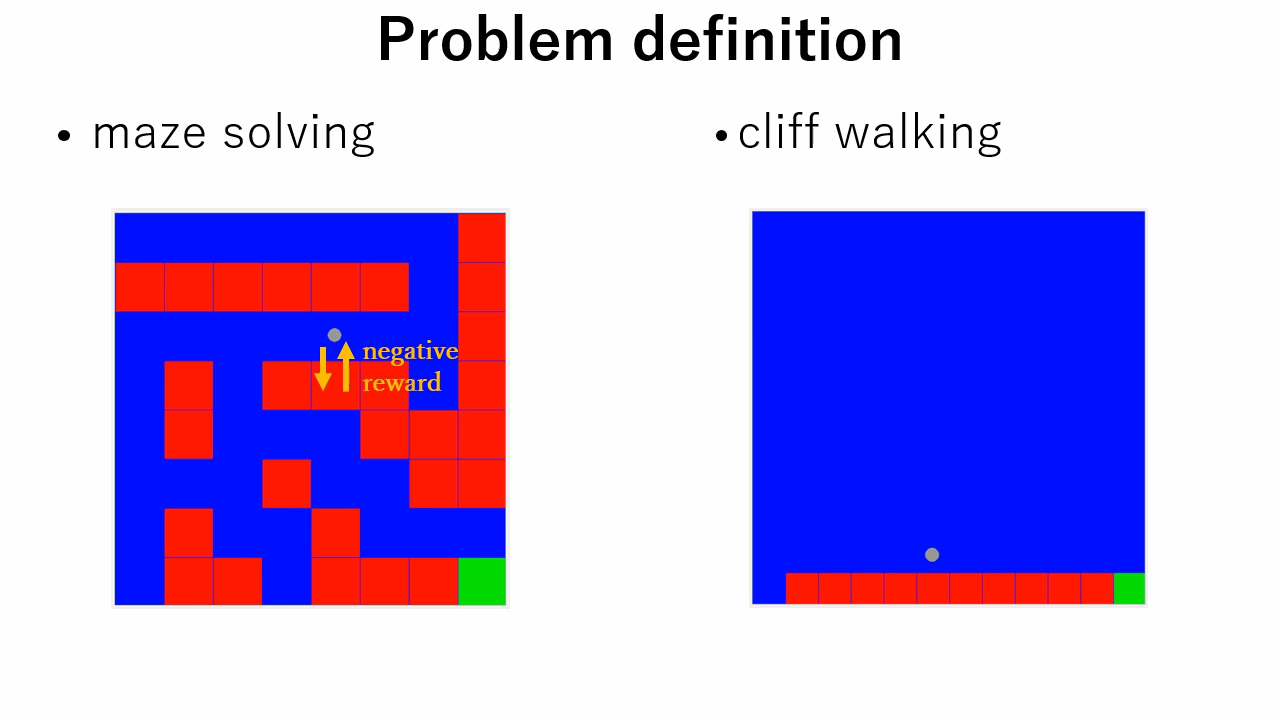 Problem definition
• maze solving
• cliff walking
negative
reward